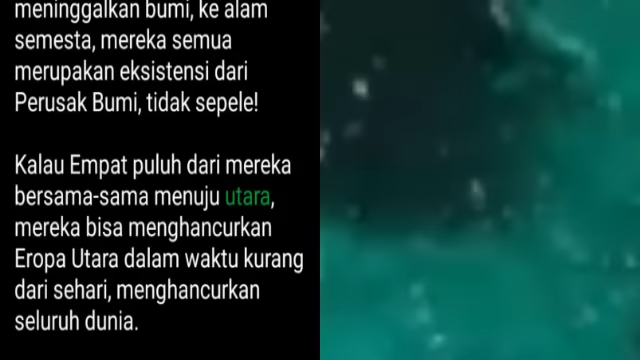 meninggalkan bumi, ke alam
semesta, mereka semua
merupakan eksistensi dari
Perusak Bumi, tidak sepele!
Kalau Empat puluh dari mereka
bersama-sama menuju utara,
mereka bisa menghancurkan
Eropa Utara dalam waktu kurang
dari sehari, menghancurkan
seluruh dunia.